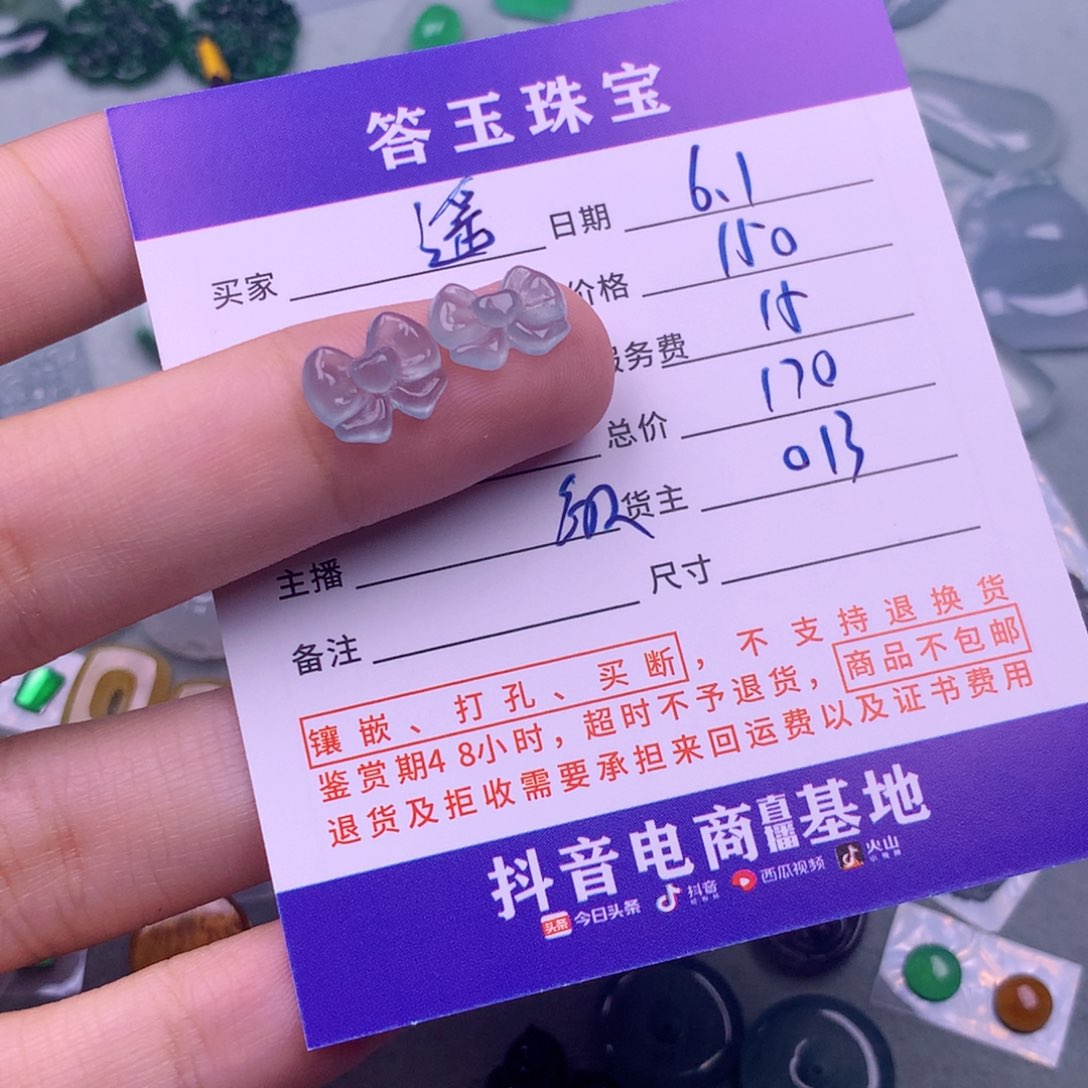 答玉珠宝
买家 遥 日期 6.1
价格 150
服务费 15
总价 170
货主 013
主播
尺寸
备注
镶嵌、打孔、买断，不支持退换货
鉴赏期48小时，超时不予退货，商品不包邮
退货及拒收需要承担来回运费以及证书费用
抖音电商直播基地
头条 今日头条 抖音 西瓜视频 火山